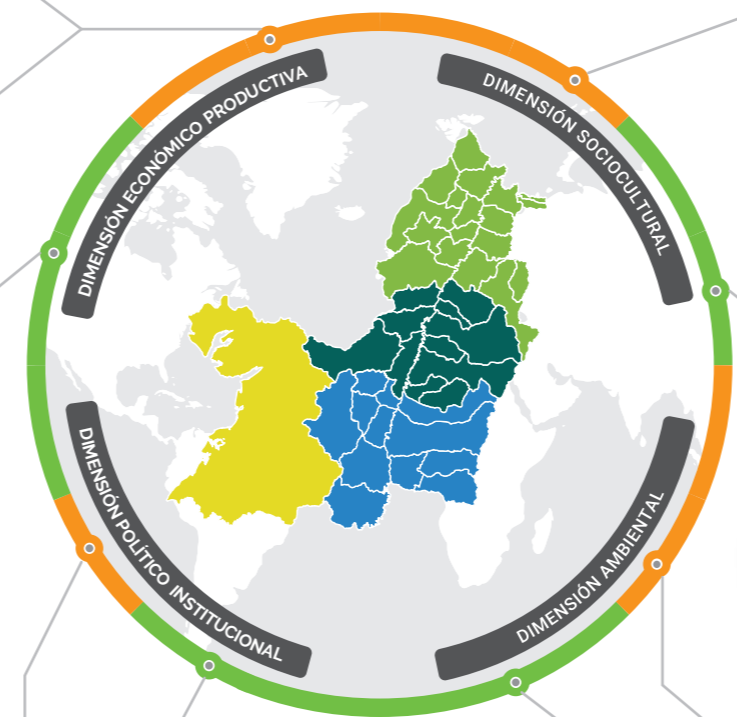 DIMENSIÓN ECONÓMICO PRODUCTIVA
DIMENSIÓN SOCIOCULTURAL
DIMENSIÓN POLÍTICO INSTITUCIONAL
DIMENSIÓN AMBIENTAL